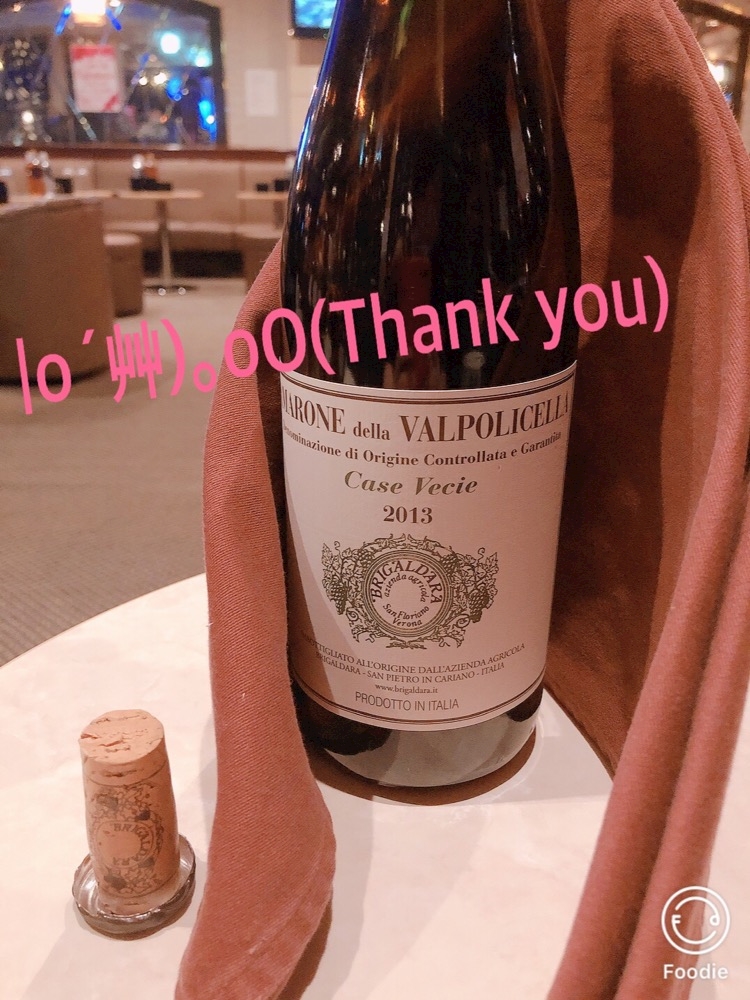 |o´艸)｡oO(Thank you)
MARONE della VALPOLICELLA
Denominazione di Origine Controllata e Garantita
Case Vecie
2013
BRIGALDARA
azienda agricola
San Floriano
Verona
BOTTIGLIATO ALL'ORIGINE DALL'AZIENDA AGRICOLA
BRIGALDARA - SAN PIETRO IN CARIANO - ITALIA
www.brigaldara.it
PRODOTTO IN ITALIA
Foodie